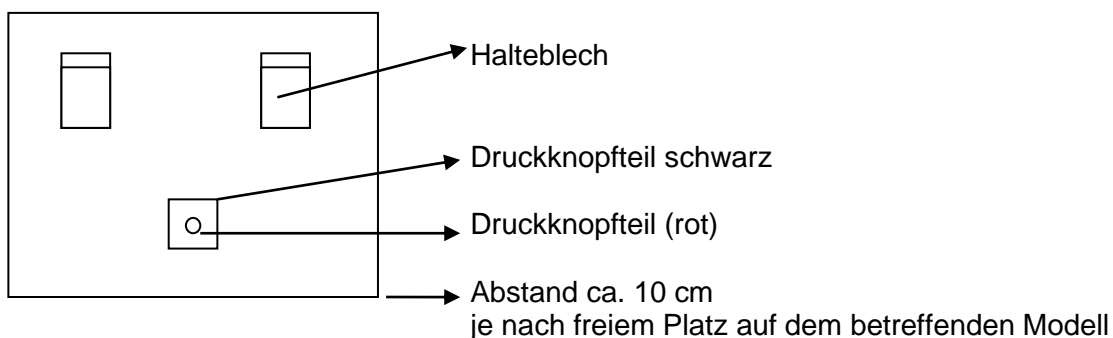 Halteblech
Druckknopfteil schwarz
Druckknopfteil (rot)
Abstand ca. 10 cm
je nach freiem Platz auf dem betreffenden Modell